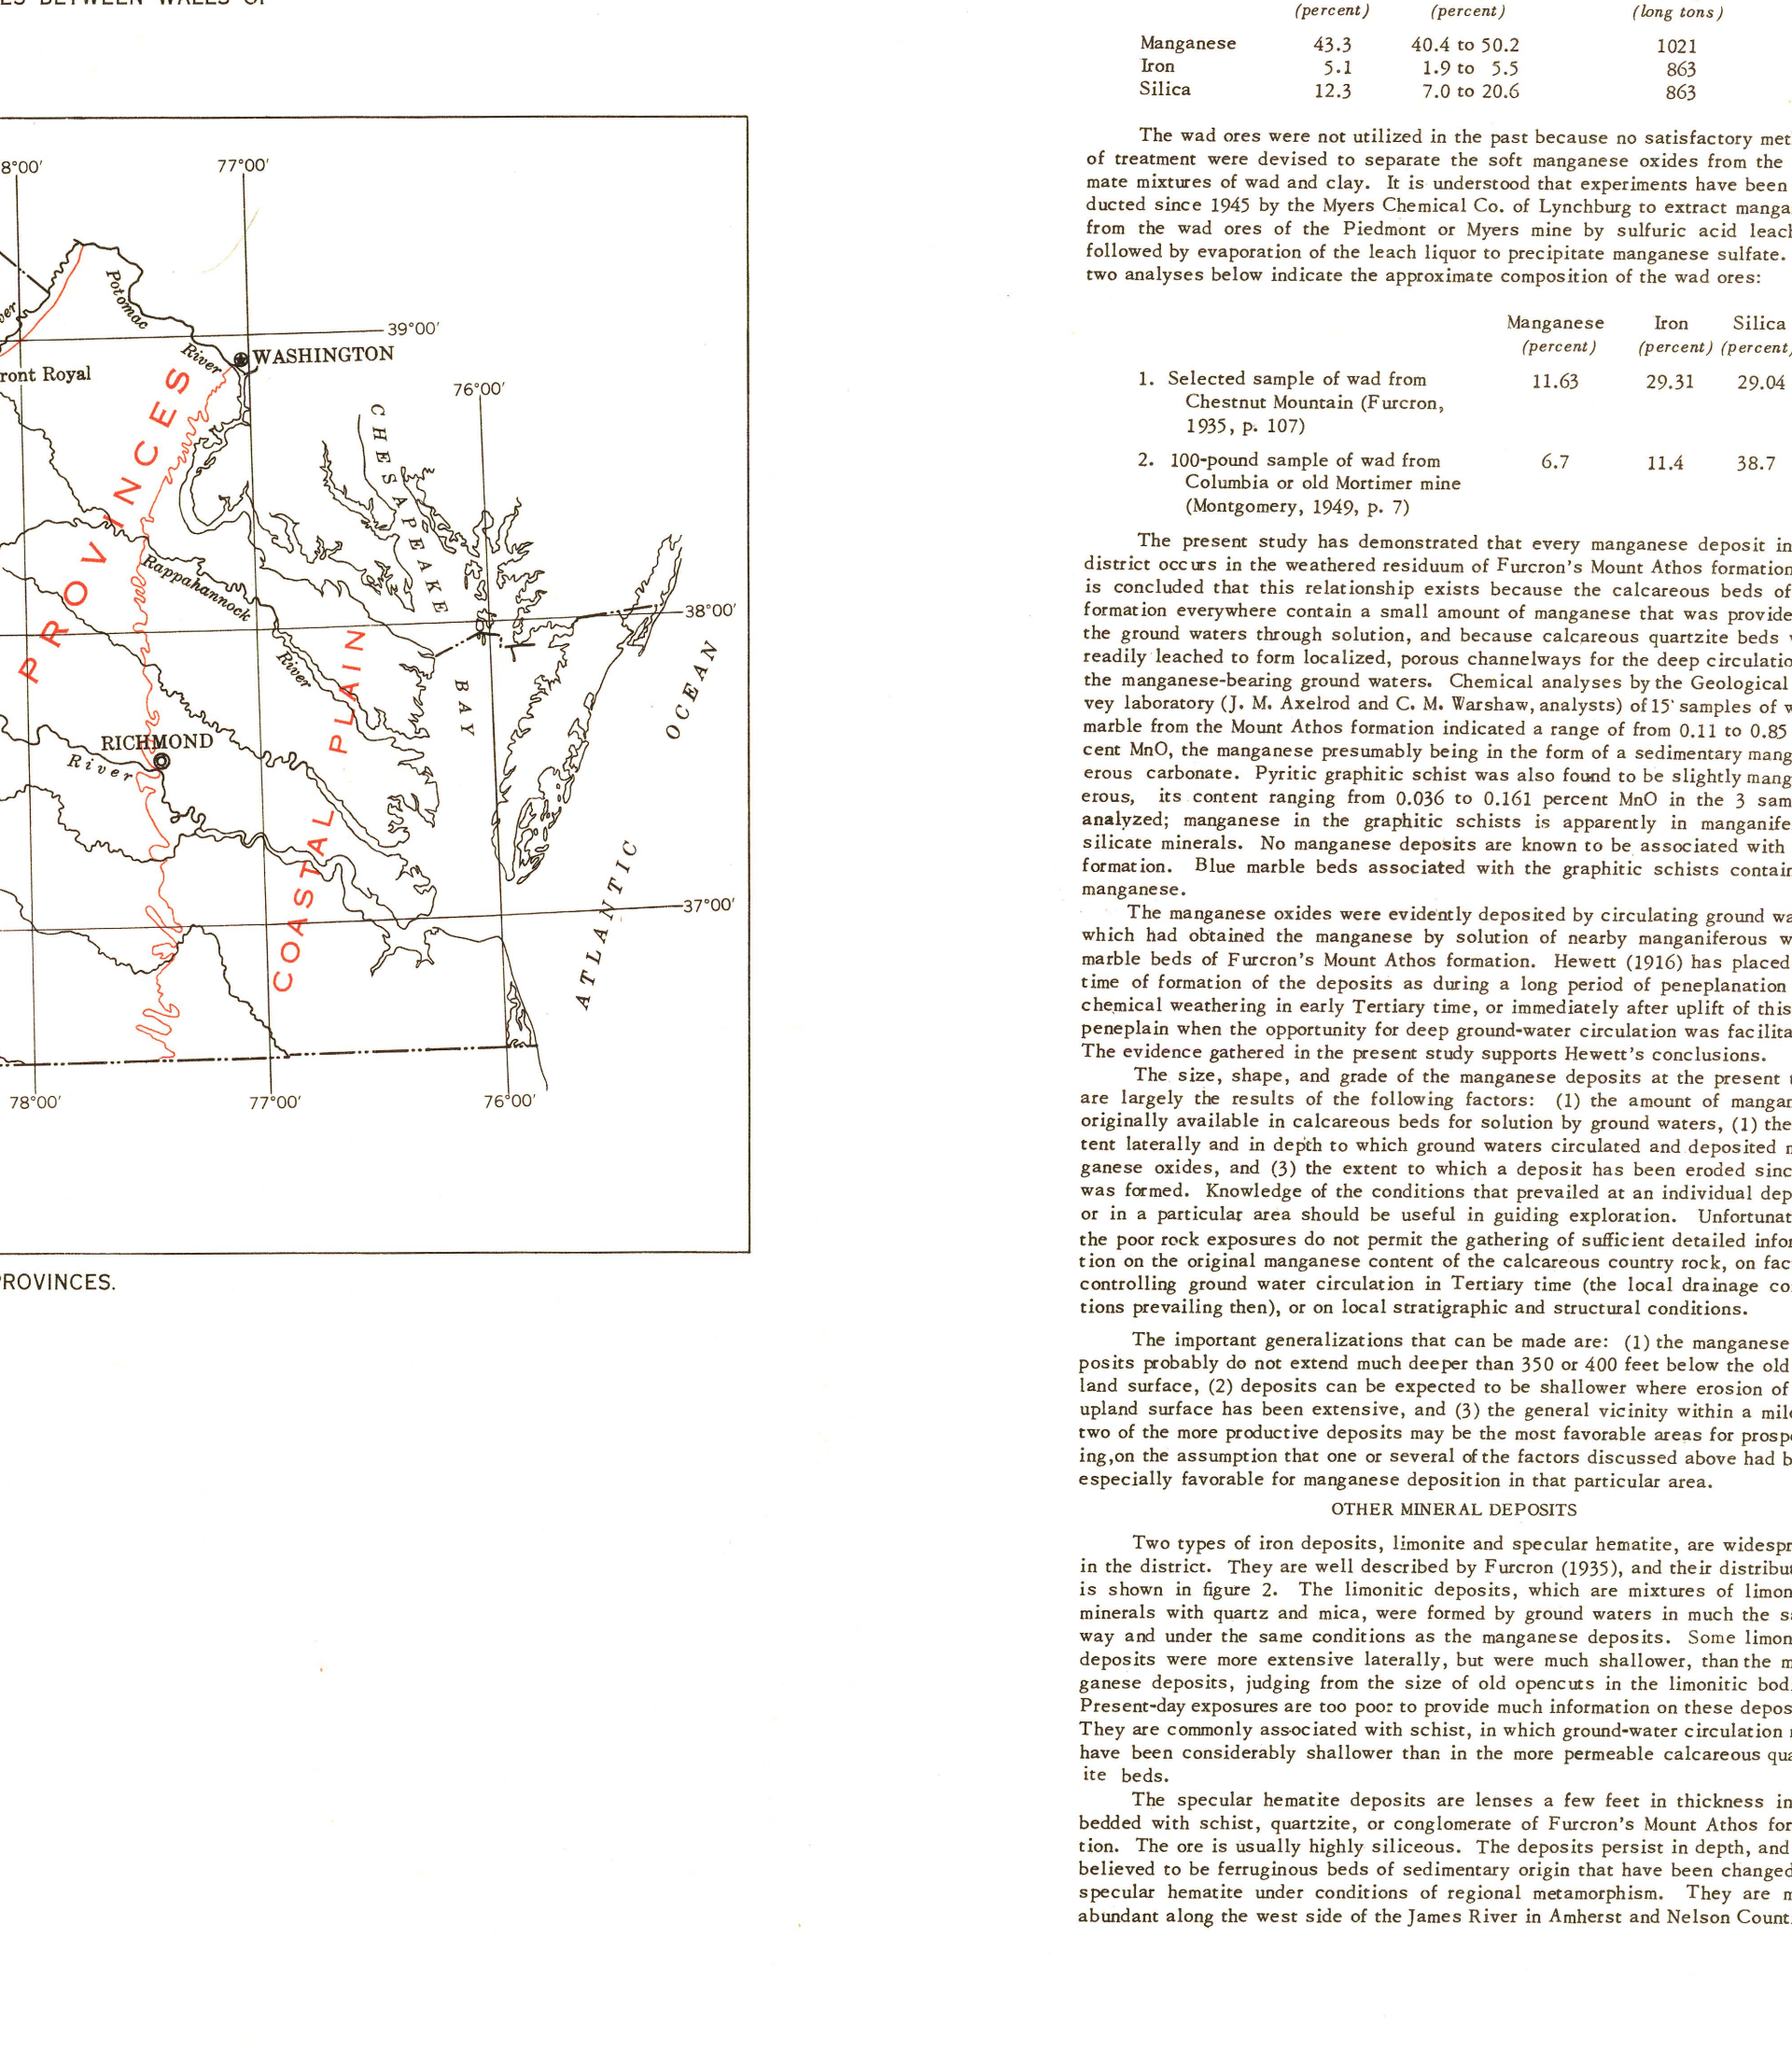 BETWEEN WALLS OF
8°00′
77°00′
Potomac
River
39°00′
WASHINGTON
ront Royal
76°00′
PROVINCES
CHESAPEAKE
BAY
Rappahannock
River
38°00′
COASTAL PLAIN
ATLANTIC
OCEAN
RICHMOND
River
37°00′
78°00′
77°00′
76°00′
ROVINCES.
(percent) (percent) (long tons)
Manganese 43.3 40.4 to 50.2 1021
Iron 5.1 1.9 to 5.5 863
Silica 12.3 7.0 to 20.6 863
The wad ores were not utilized in the past because no satisfactory met
of treatment were devised to separate the soft manganese oxides from the
mate mixtures of wad and clay. It is understood that experiments have been
ducted since 1945 by the Myers Chemical Co. of Lynchburg to extract manga
from the wad ores of the Piedmont or Myers mine by sulfuric acid leac
followed by evaporation of the leach liquor to precipitate manganese sulfate.
two analyses below indicate the approximate composition of the wad ores:
Manganese Iron Silica
(percent) (percent) (percent
1. Selected sample of wad from 11.63 29.31 29.04
Chestnut Mountain (Furcron,
1935, p. 107)
2. 100-pound sample of wad from 6.7 11.4 38.7
Columbia or old Mortimer mine
(Montgomery, 1949, p. 7)
The present study has demonstrated that every manganese deposit in
district occurs in the weathered residuum of Furcron's Mount Athos formation
is concluded that this relationship exists because the calcareous beds of
formation everywhere contain a small amount of manganese that was provide
the ground waters through solution, and because calcareous quartzite beds
readily leached to form localized, porous channelways for the deep circulatio
the manganese-bearing ground waters. Chemical analyses by the Geological
vey laboratory (J. M. Axelrod and C. M. Warshaw, analysts) of 15 samples of w
marble from the Mount Athos formation indicated a range of from 0.11 to 0.85
cent MnO, the manganese presumably being in the form of a sedimentary mang
erous carbonate. Pyritic graphitic schist was also found to be slightly mang
erous, its content ranging from 0.036 to 0.161 percent MnO in the 3 sam
analyzed; manganese in the graphitic schists is apparently in manganife
silicate minerals. No manganese deposits are known to be associated with
formation. Blue marble beds associated with the graphitic schists contain
manganese.
The manganese oxides were evidently deposited by circulating ground wa
which had obtained the manganese by solution of nearby manganiferous w
marble beds of Furcron's Mount Athos formation. Hewett (1916) has placed
time of formation of the deposits as during a long period of peneplanation
chemical weathering in early Tertiary time, or immediately after uplift of this
peneplain when the opportunity for deep ground-water circulation was facilita
The evidence gathered in the present study supports Hewett's conclusions.
The size, shape, and grade of the manganese deposits at the present
are largely the results of the following factors: (1) the amount of mangan
originally available in calcareous beds for solution by ground waters, (1) the
tent laterally and in depth to which ground waters circulated and deposited
ganese oxides, and (3) the extent to which a deposit has been eroded sinc
was formed. Knowledge of the conditions that prevailed at an individual dep
or in a particular area should be useful in guiding exploration. Unfortunat
the poor rock exposures do not permit the gathering of sufficient detailed infor
tion on the original manganese content of the calcareous country rock, on fac
controlling ground water circulation in Tertiary time (the local drainage co
tions prevailing then), or on local stratigraphic and structural conditions.
The important generalizations that can be made are: (1) the manganese
posits probably do not extend much deeper than 350 or 400 feet below the old
land surface, (2) deposits can be expected to be shallower where erosion of
upland surface has been extensive, and (3) the general vicinity within a mil
two of the more productive deposits may be the most favorable areas for prosp
ing,on the assumption that one or several of the factors discussed above had b
especially favorable for manganese deposition in that particular area.
OTHER MINERAL DEPOSITS
Two types of iron deposits, limonite and specular hematite, are widespr
in the district. They are well described by Furcron (1935), and their distribu
is shown in figure 2. The limonitic deposits, which are mixtures of limon
minerals with quartz and mica, were formed by ground waters in much the s
way and under the same conditions as the manganese deposits. Some limon
deposits were more extensive laterally, but were much shallower, than the m
ganese deposits, judging from the size of old opencuts in the limonitic bod
Present-day exposures are too poor to provide much information on these depos
They are commonly associated with schist, in which ground-water circulation
have been considerably shallower than in the more permeable calcareous qua
ite beds.
The specular hematite deposits are lenses a few feet in thickness in
bedded with schist, quartzite, or conglomerate of Furcron's Mount Athos for
tion. The ore is usually highly siliceous. The deposits persist in depth, and
believed to be ferruginous beds of sedimentary origin that have been changed
specular hematite under conditions of regional metamorphism. They are m
abundant along the west side of the James River in Amherst and Nelson Count